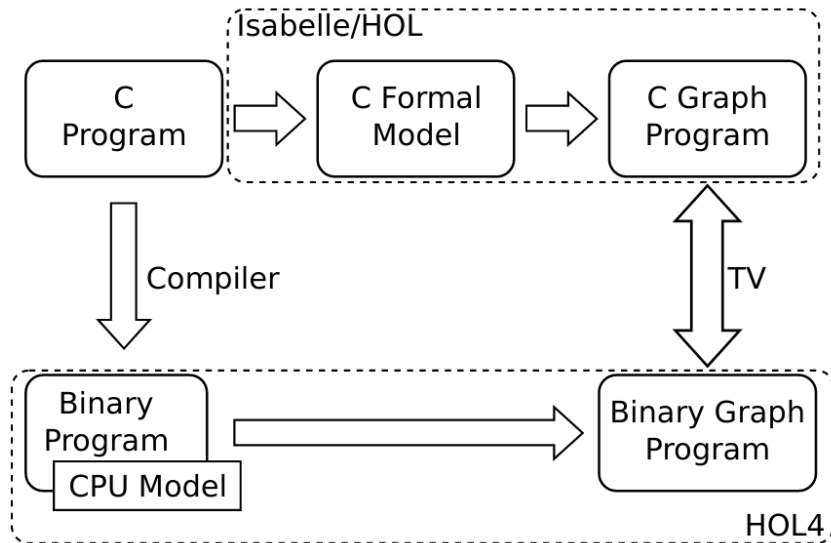 Isabelle/HOL
C
Program
C Formal
Model
C Graph
Program
Compiler
TV
Binary
Program
CPU Model
Binary Graph
Program
HOL4